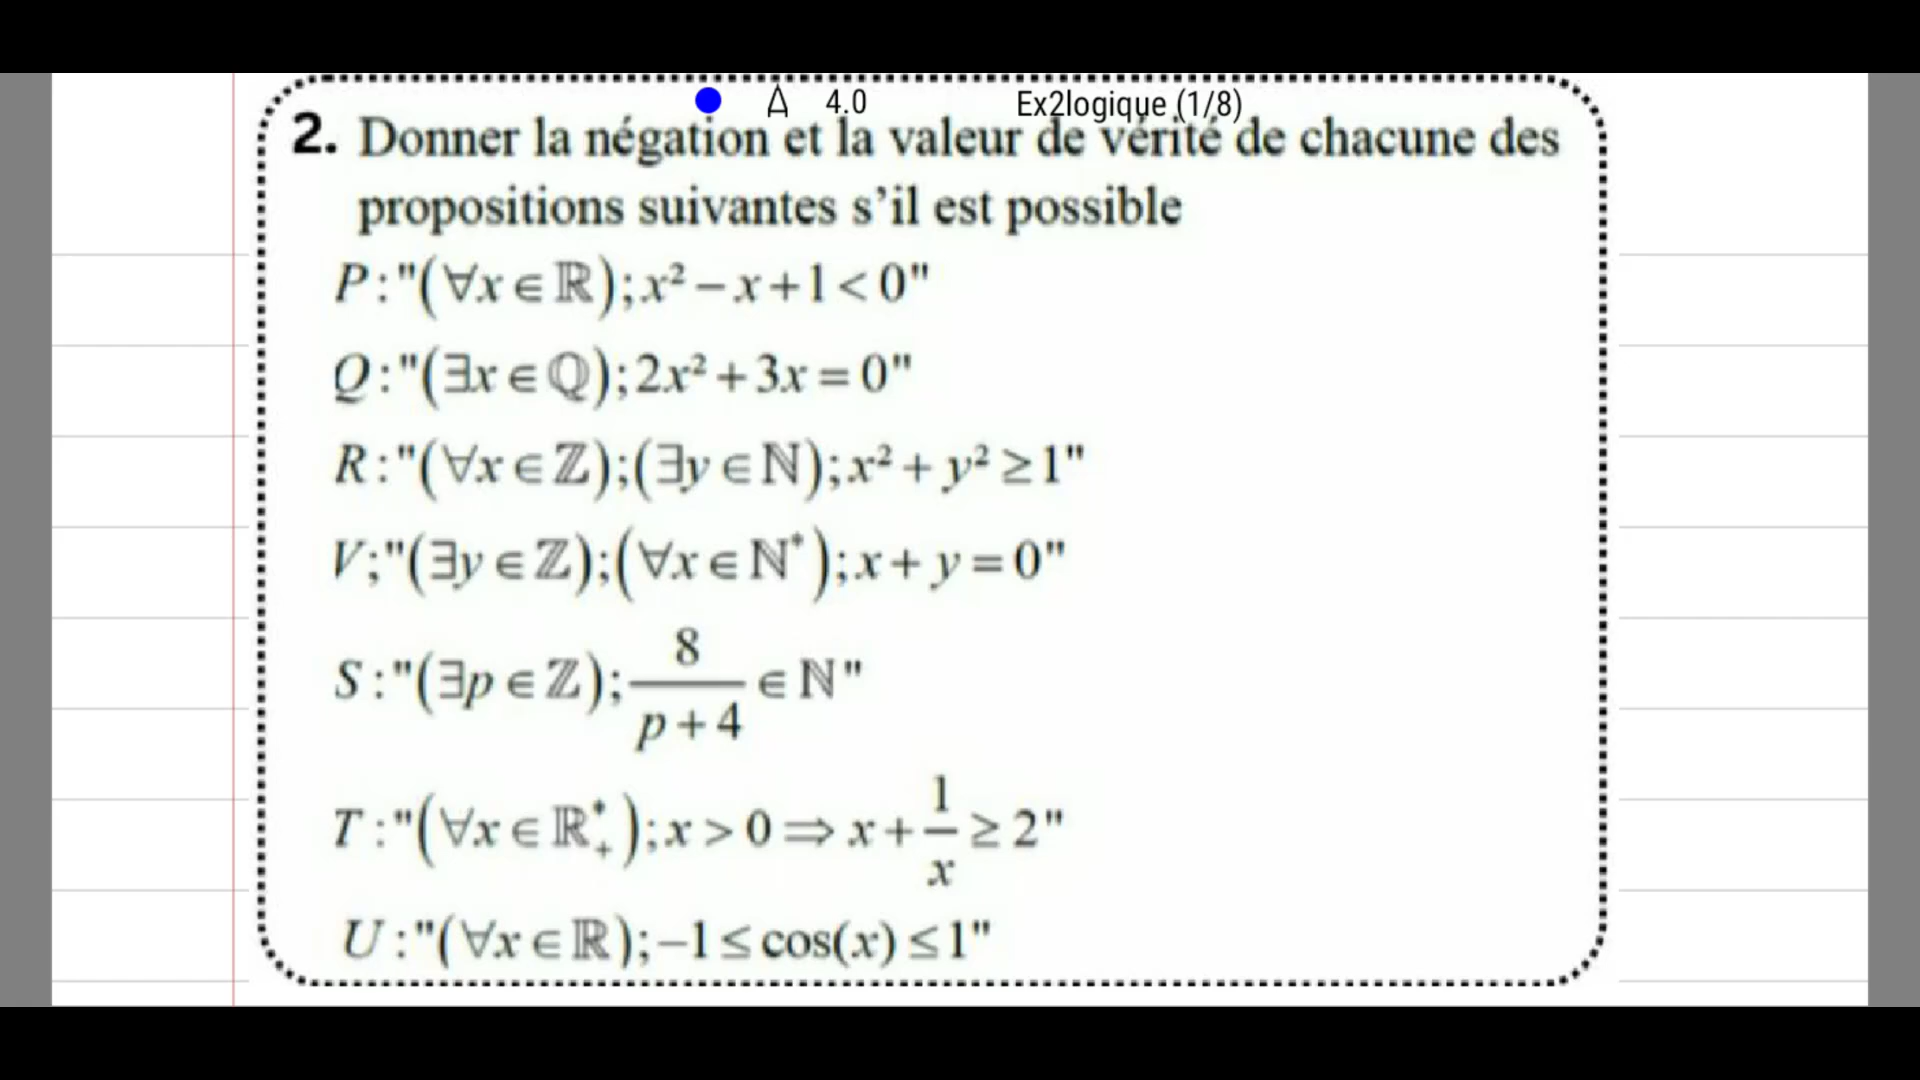 4.0 Ex2logique (1/8)
2. Donner la négation et la valeur de vérité de chacune des
propositions suivantes s'il est possible
P:"(∀x∈ℝ);x²−x+1<0"
Q:"(∃x∈ℚ);2x²+3x=0"
R:"(∀x∈ℤ);(∃y∈ℕ);x²+y²≥1"
V;"(∃y∈ℤ);(∀x∈ℕ*);x+y=0"
S:"(∃p∈ℤ);8/(p+4)∈ℕ"
T:"(∀x∈ℝ*₊);x>0⇒x+1/x≥2"
U:"(∀x∈ℝ);−1≤cos(x)≤1"